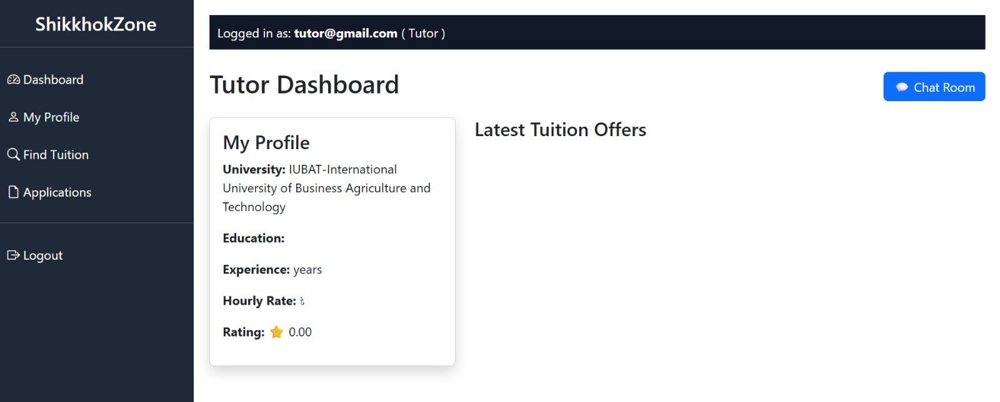 ShikkhokZone
Dashboard
My Profile
Find Tuition
Applications
Logout
Logged in as: tutor@gmail.com ( Tutor )
Tutor Dashboard
Chat Room
My Profile
University: IUBAT-International
University of Business Agriculture and
Technology
Education:
Experience: years
Hourly Rate: ৳
Rating: ⭐ 0.00
Latest Tuition Offers